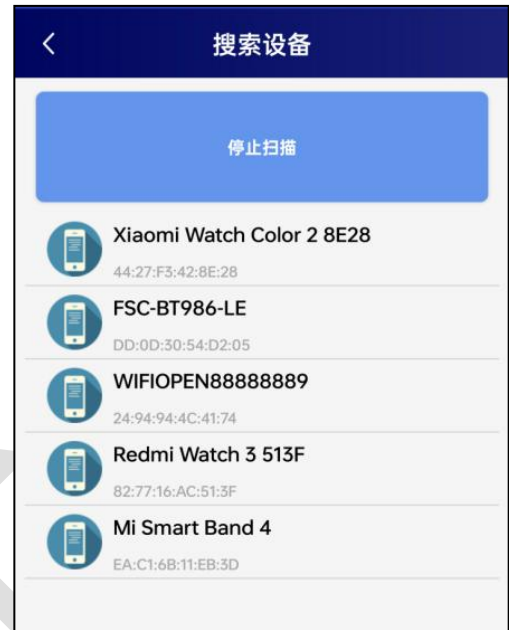 搜索设备
停止扫描
Xiaomi Watch Color 2 8E28
44:27:F3:42:8E:28
FSC-BT986-LE
DD:0D:30:54:D2:05
WIFIOPEN88888889
24:94:94:4C:41:74
Redmi Watch 3 513F
82:77:16:AC:51:3F
Mi Smart Band 4
EA:C1:6B:11:EB:3D